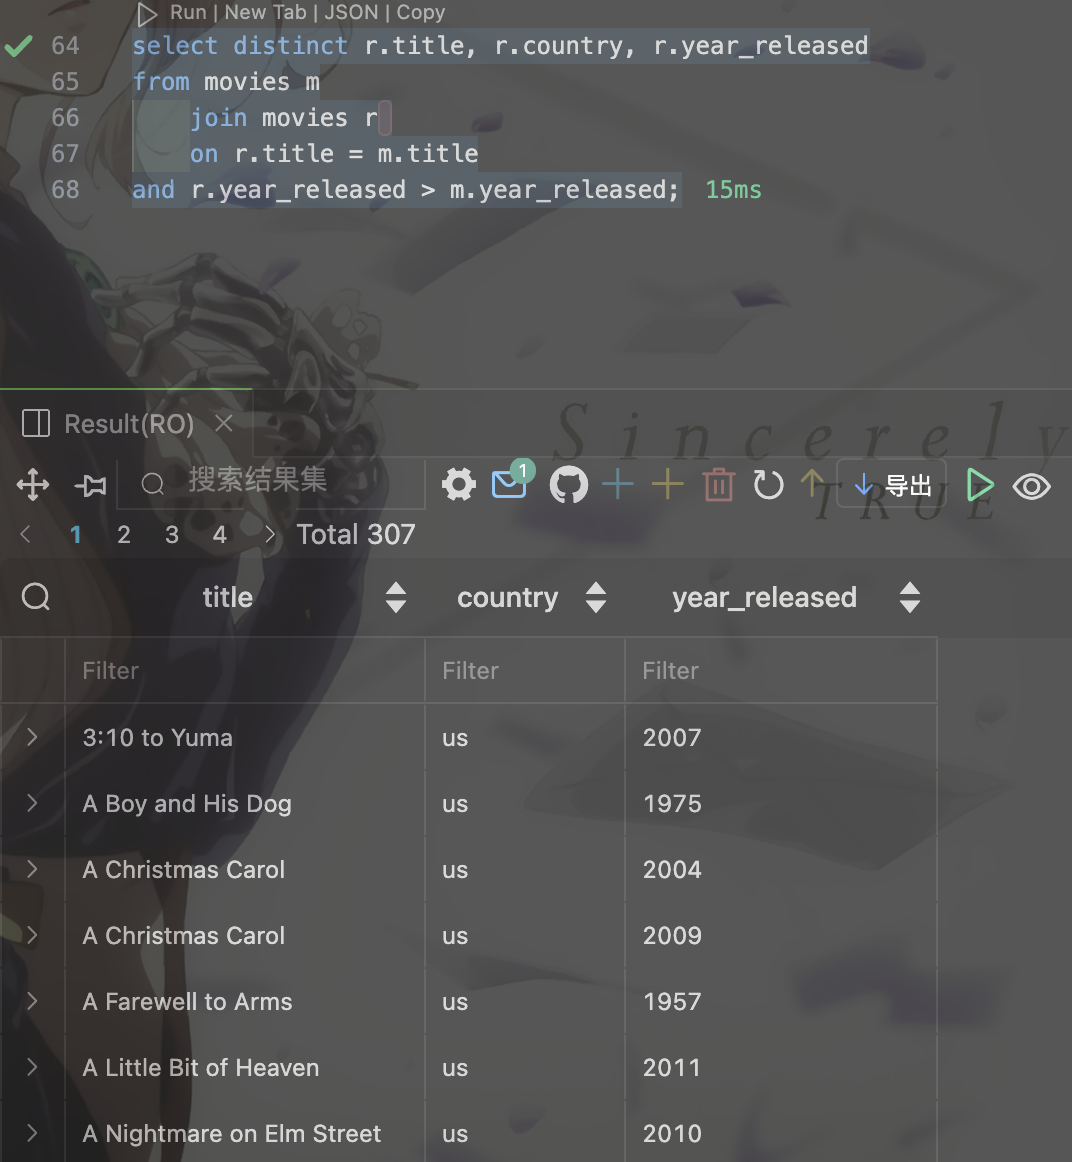 Run | New Tab | JSON | Copy
64 select distinct r.title, r.country, r.year_released
65 from movies m
66 join movies r
67 on r.title = m.title
68 and r.year_released > m.year_released; 15ms
Sincerely
Result(RO)
搜索结果集 1 导出
TRUE
1 2 3 4 Total 307
title country year_released
Filter Filter Filter
3:10 to Yuma us 2007
A Boy and His Dog us 1975
A Christmas Carol us 2004
A Christmas Carol us 2009
A Farewell to Arms us 1957
A Little Bit of Heaven us 2011
A Nightmare on Elm Street us 2010